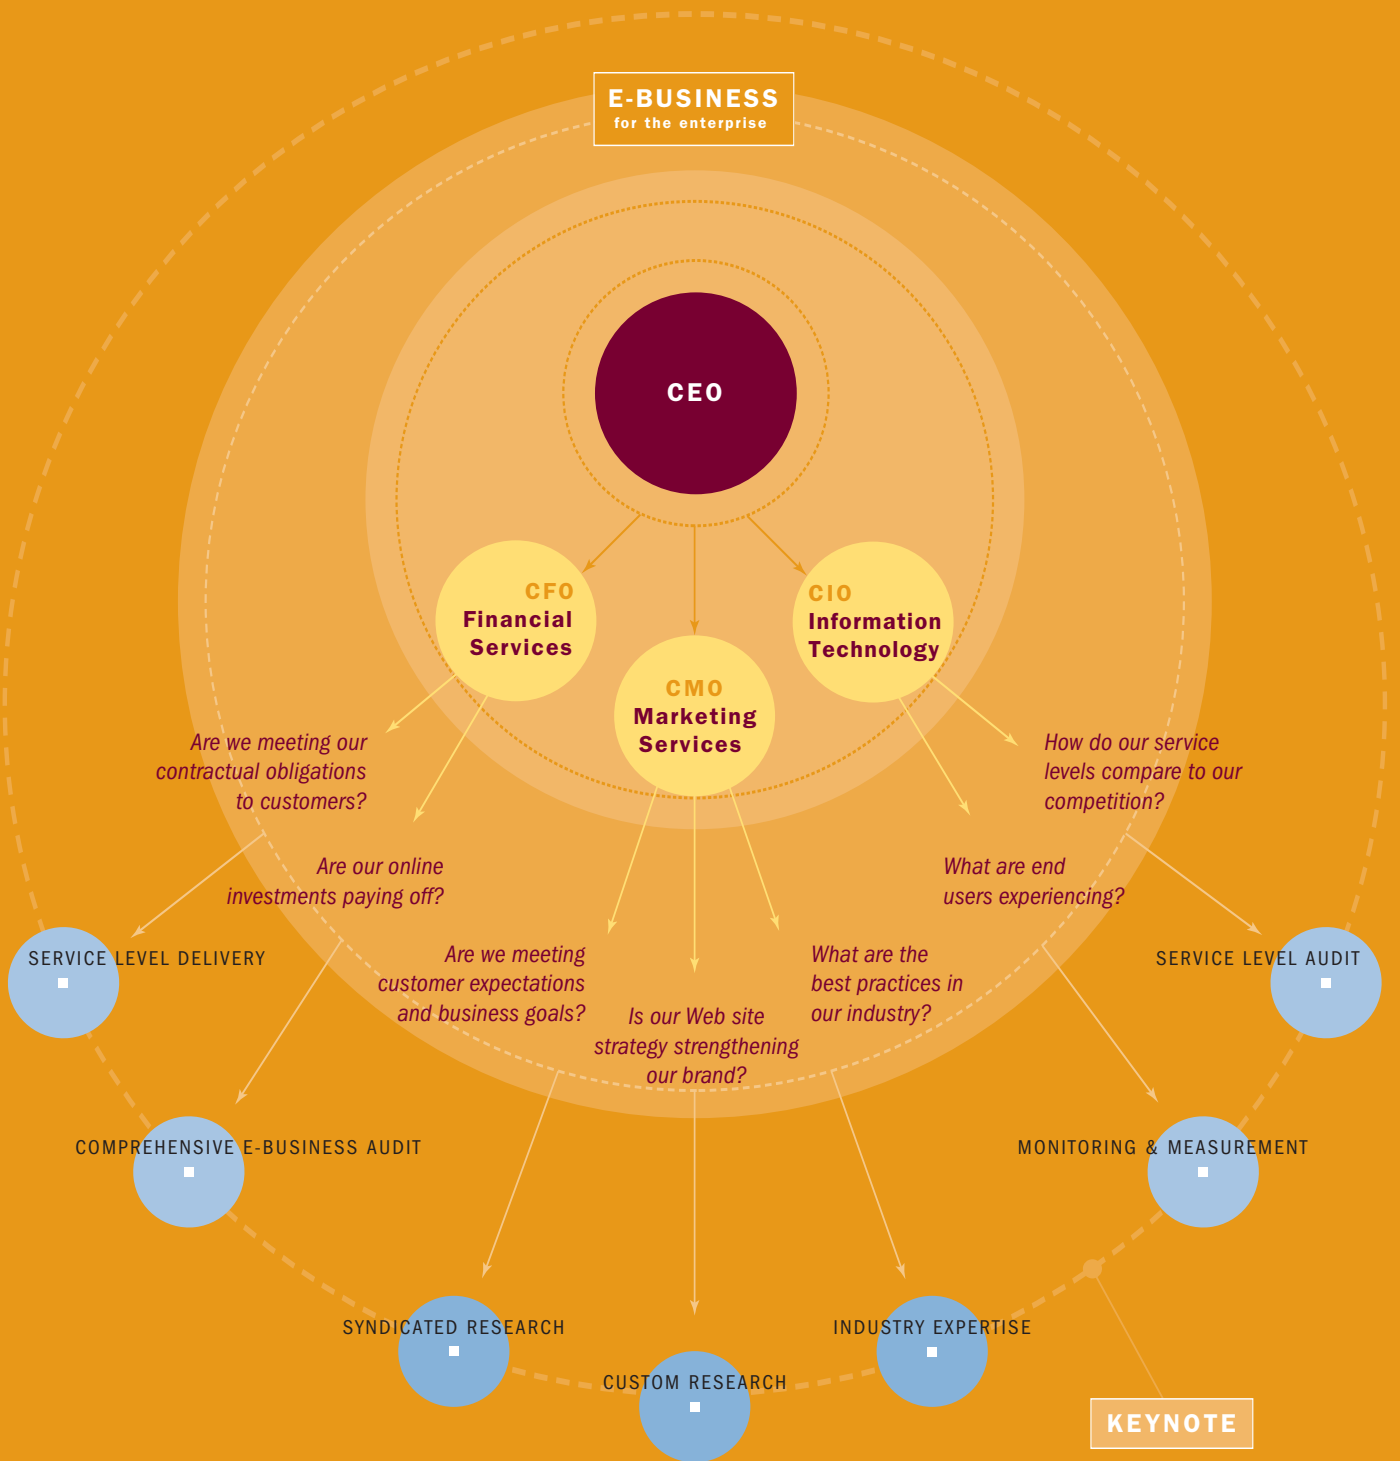 E-BUSINESS
for the enterprise
CEO
CFO
Financial
Services
CIO
Information
Technology
CMO
Marketing
Services
Are we meeting our
contractual obligations
to customers?
How do our service
levels compare to our
competition?
Are our online
investments paying off?
What are end
users experiencing?
Are we meeting
customer expectations
and business goals?
Is our Web site
strategy strengthening
our brand?
What are the
best practices in
our industry?
SERVICE LEVEL DELIVERY
SERVICE LEVEL AUDIT
COMPREHENSIVE E-BUSINESS AUDIT
MONITORING & MEASUREMENT
SYNDICATED RESEARCH
INDUSTRY EXPERTISE
CUSTOM RESEARCH
KEYNOTE